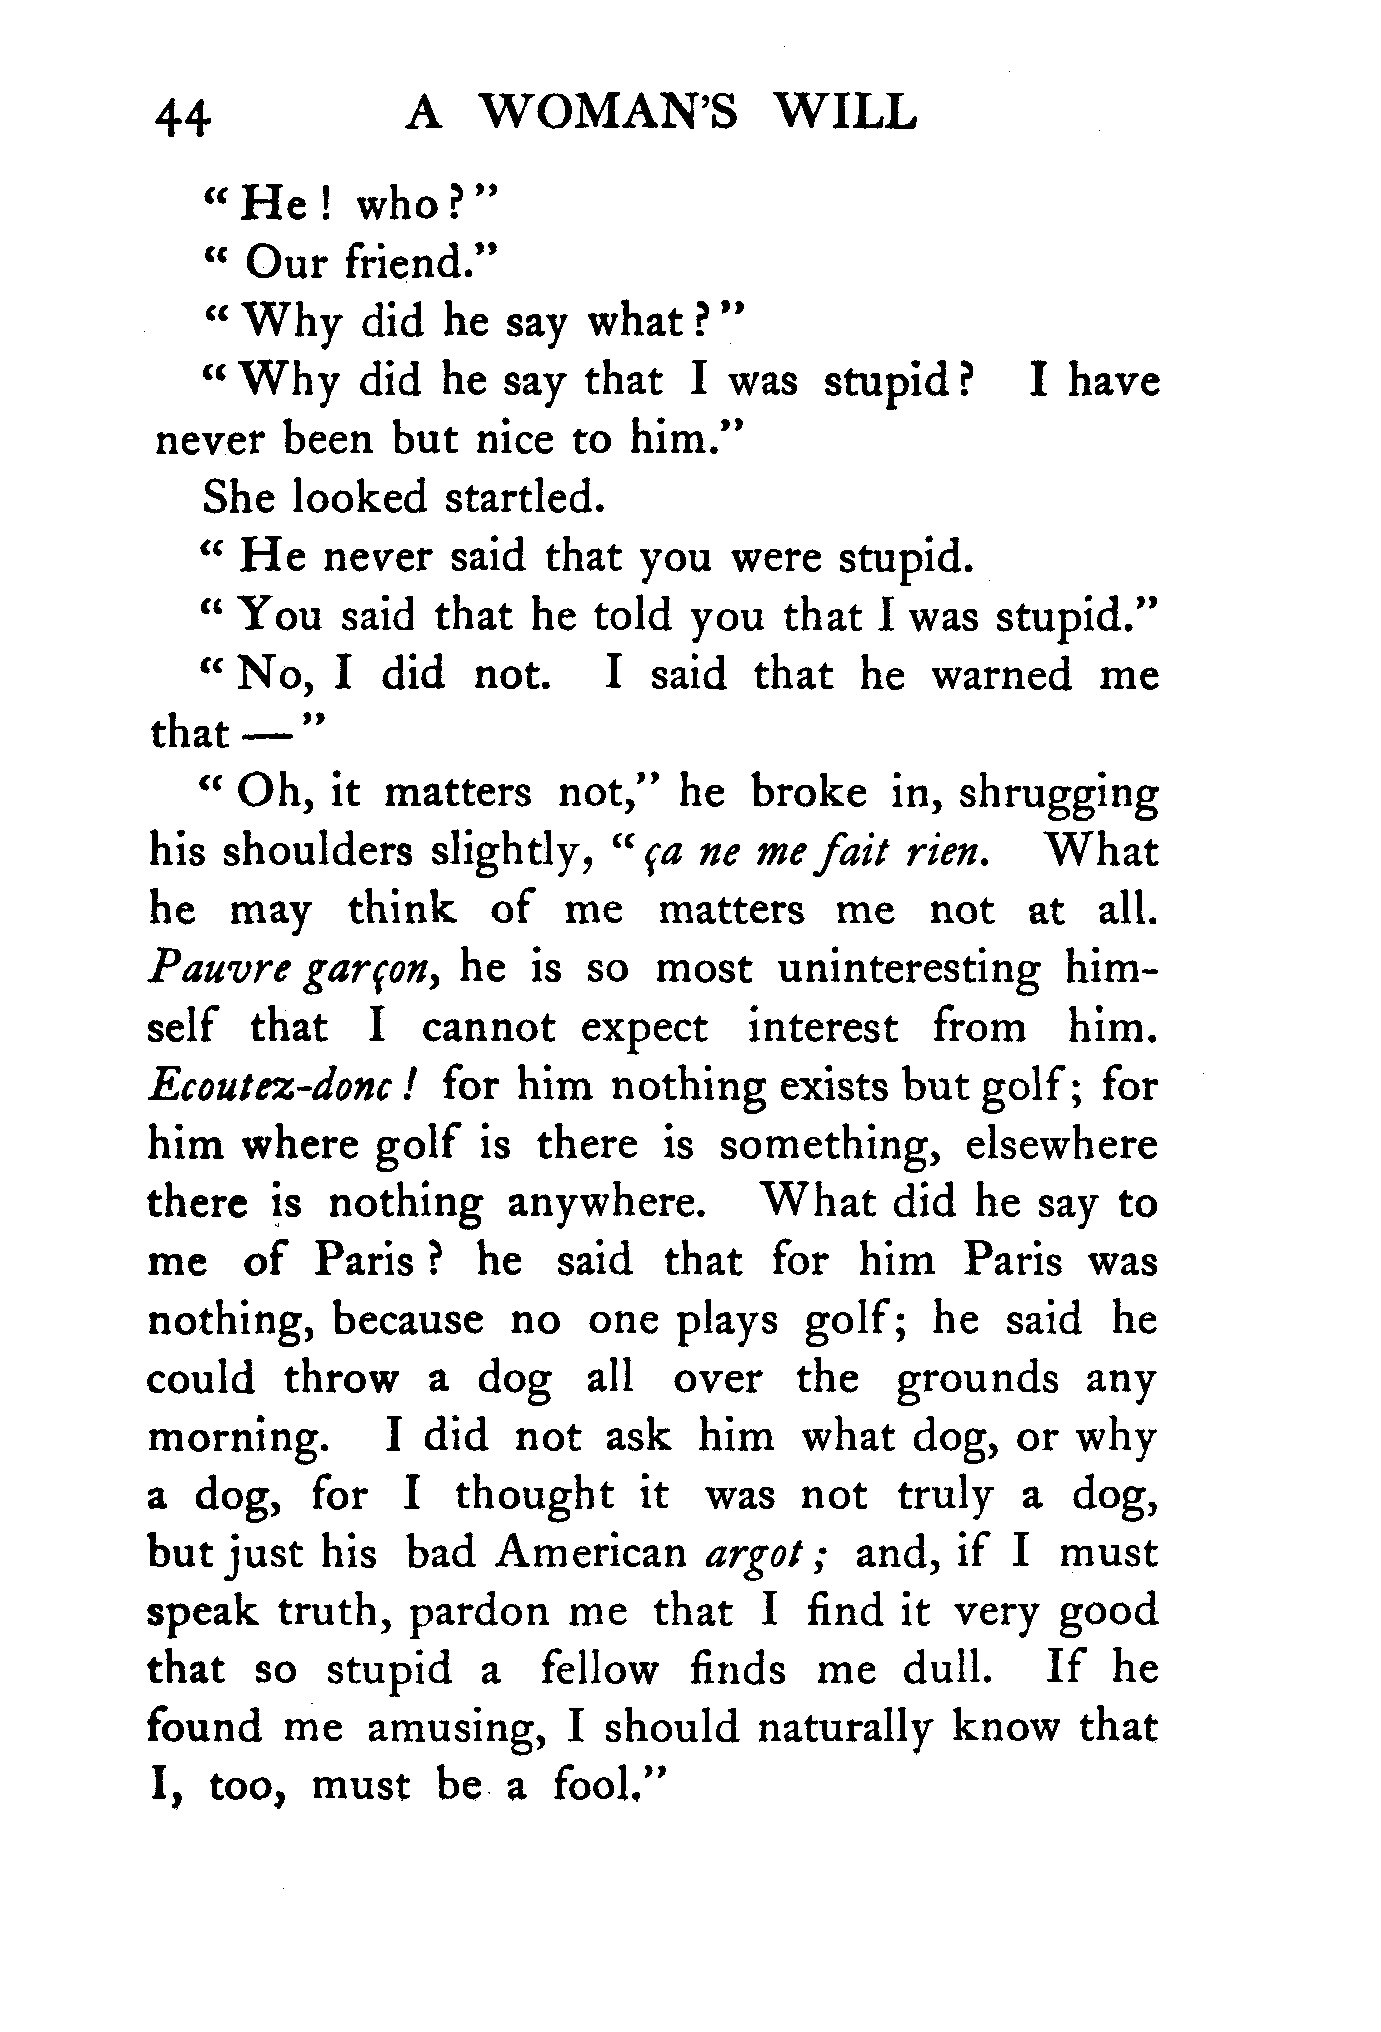 44 A WOMAN'S WILL
"He! who?"
"Our friend."
"Why did he say what?"
"Why did he say that I was stupid? I have
never been but nice to him."
She looked startled.
"He never said that you were stupid.
"You said that he told you that I was stupid."
"No, I did not. I said that he warned me
that—"
"Oh, it matters not," he broke in, shrugging
his shoulders slightly, "ça ne me fait rien. What
he may think of me matters me not at all.
Pauvre garçon, he is so most uninteresting him-
self that I cannot expect interest from him.
Ecoutez-donc! for him nothing exists but golf; for
him where golf is there is something, elsewhere
there is nothing anywhere. What did he say to
me of Paris? he said that for him Paris was
nothing, because no one plays golf; he said he
could throw a dog all over the grounds any
morning. I did not ask him what dog, or why
a dog, for I thought it was not truly a dog,
but just his bad American argot; and, if I must
speak truth, pardon me that I find it very good
that so stupid a fellow finds me dull. If he
found me amusing, I should naturally know that
I, too, must be a fool."